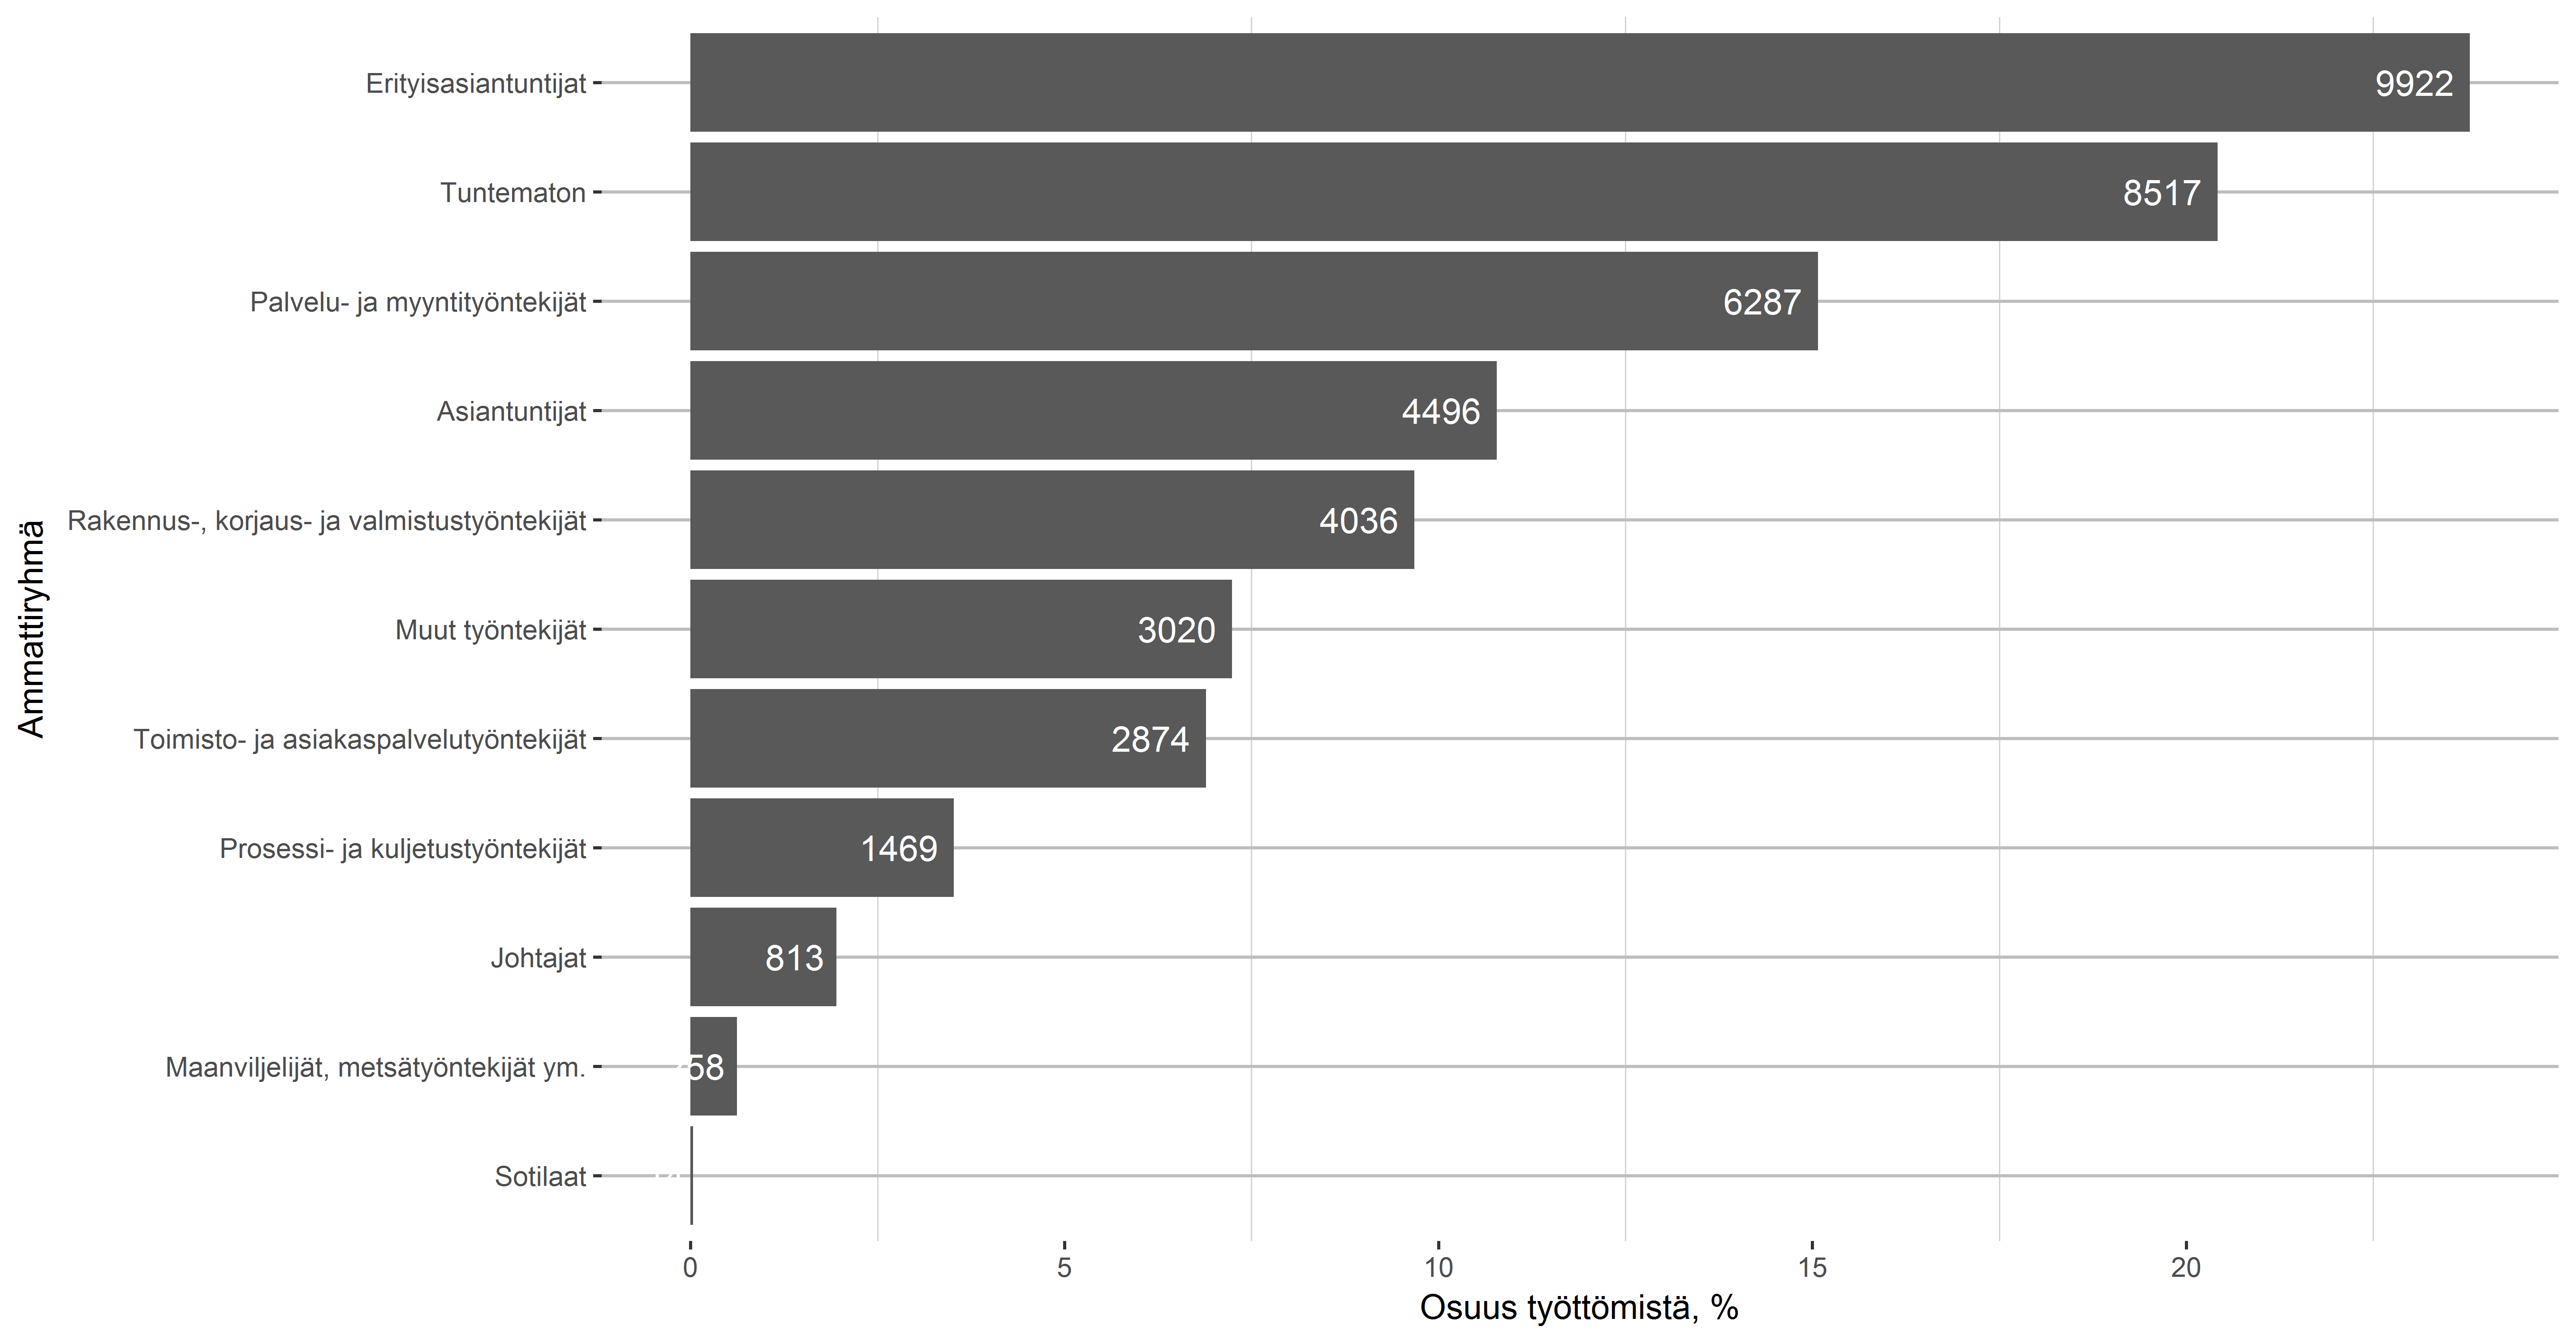 Ammattiryhmä
Erityisasiantuntijat 9922
Tuntematon 8517
Palvelu- ja myyntityöntekijät 6287
Asiantuntijat 4496
Rakennus-, korjaus- ja valmistustyöntekijät 4036
Muut työntekijät 3020
Toimisto- ja asiakaspalvelutyöntekijät 2874
Prosessi- ja kuljetustyöntekijät 1469
Johtajat 813
Maanviljelijät, metsätyöntekijät ym.
Sotilaat
0 5 10 15 20
Osuus työttömistä, %